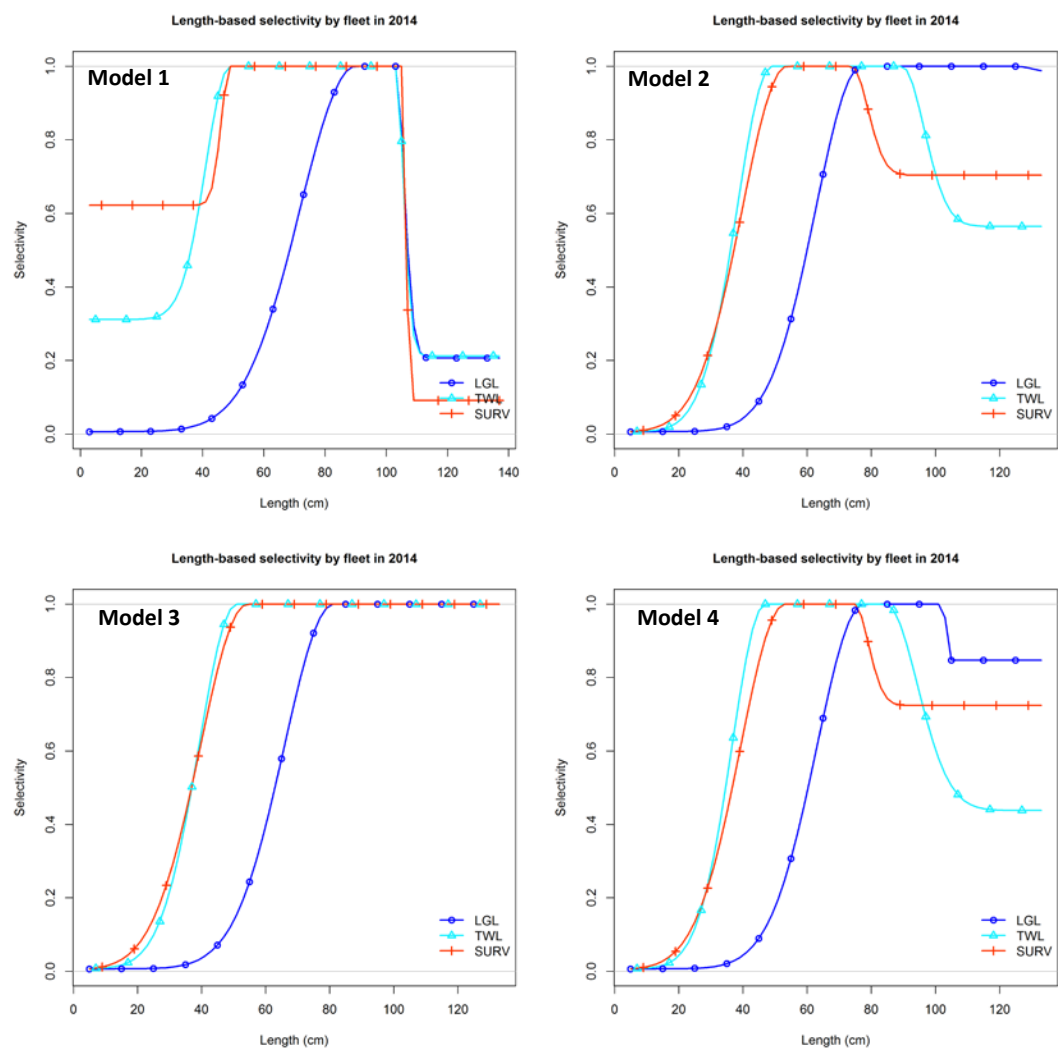 Length-based selectivity by fleet in 2014
Model 1
Selectivity
0.0 0.2 0.4 0.6 0.8 1.0
LGL
TWL
SURV
0 20 40 60 80 100 120 140
Length (cm)
Length-based selectivity by fleet in 2014
Model 2
Selectivity
0.0 0.2 0.4 0.6 0.8 1.0
LGL
TWL
SURV
0 20 40 60 80 100 120
Length (cm)
Length-based selectivity by fleet in 2014
Model 3
Selectivity
0.0 0.2 0.4 0.6 0.8 1.0
LGL
TWL
SURV
0 20 40 60 80 100 120
Length (cm)
Length-based selectivity by fleet in 2014
Model 4
Selectivity
0.0 0.2 0.4 0.6 0.8 1.0
LGL
TWL
SURV
0 20 40 60 80 100 120
Length (cm)